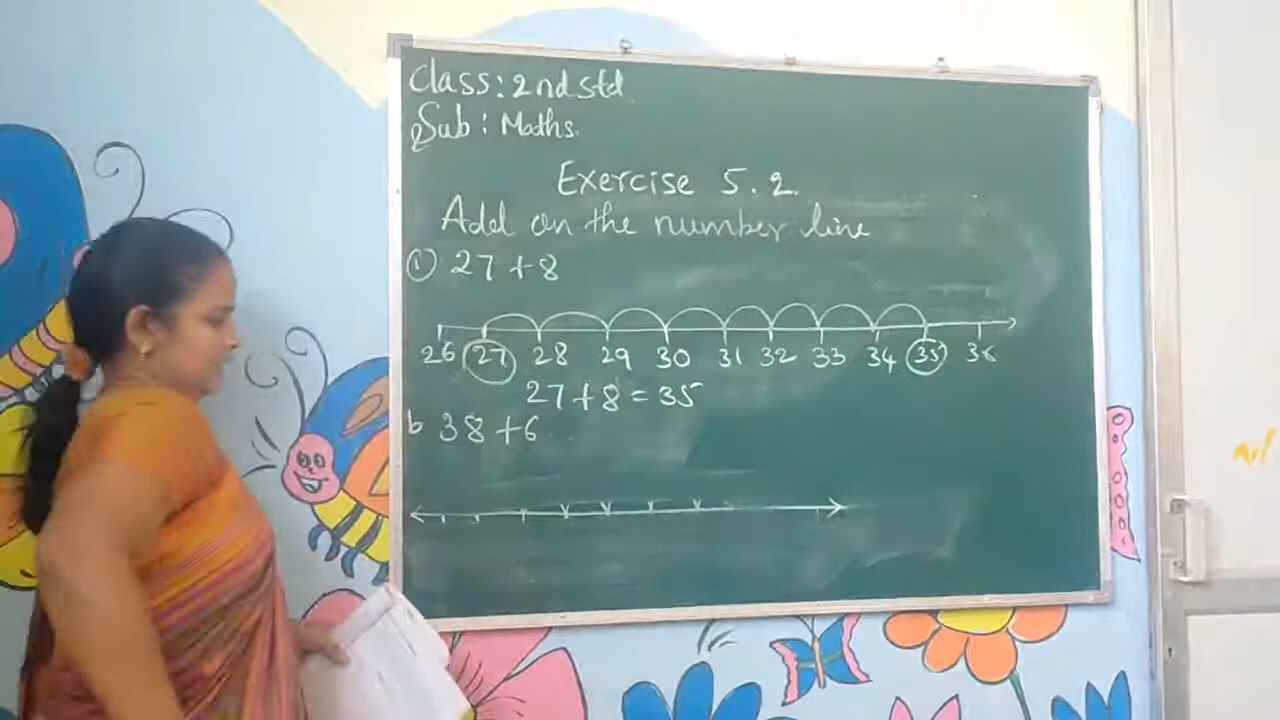 Class: 2nd std
Sub: Maths.
Exercise 5.2.
Add on the number line
① 27+8
26 27 28 29 30 31 32 33 34 35 36
27+8=35
b 38+6